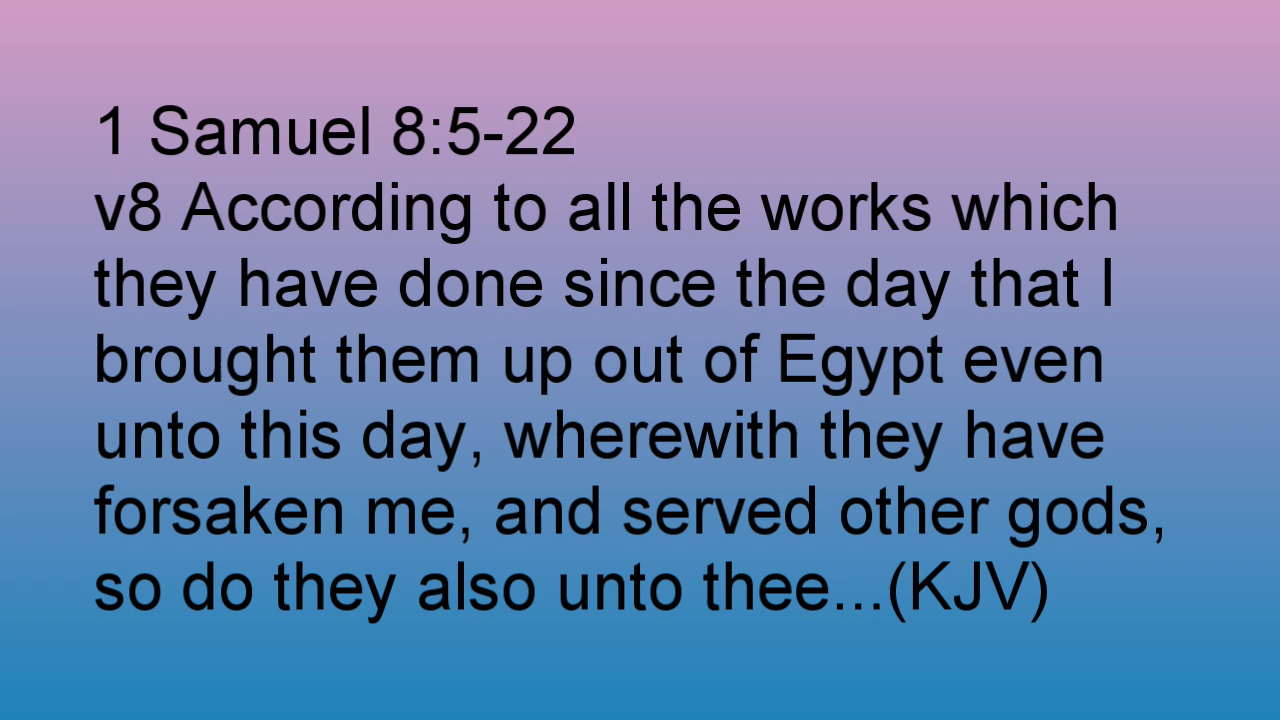 1 Samuel 8:5-22
v8 According to all the works which
they have done since the day that I
brought them up out of Egypt even
unto this day, wherewith they have
forsaken me, and served other gods,
so do they also unto thee...(KJV)